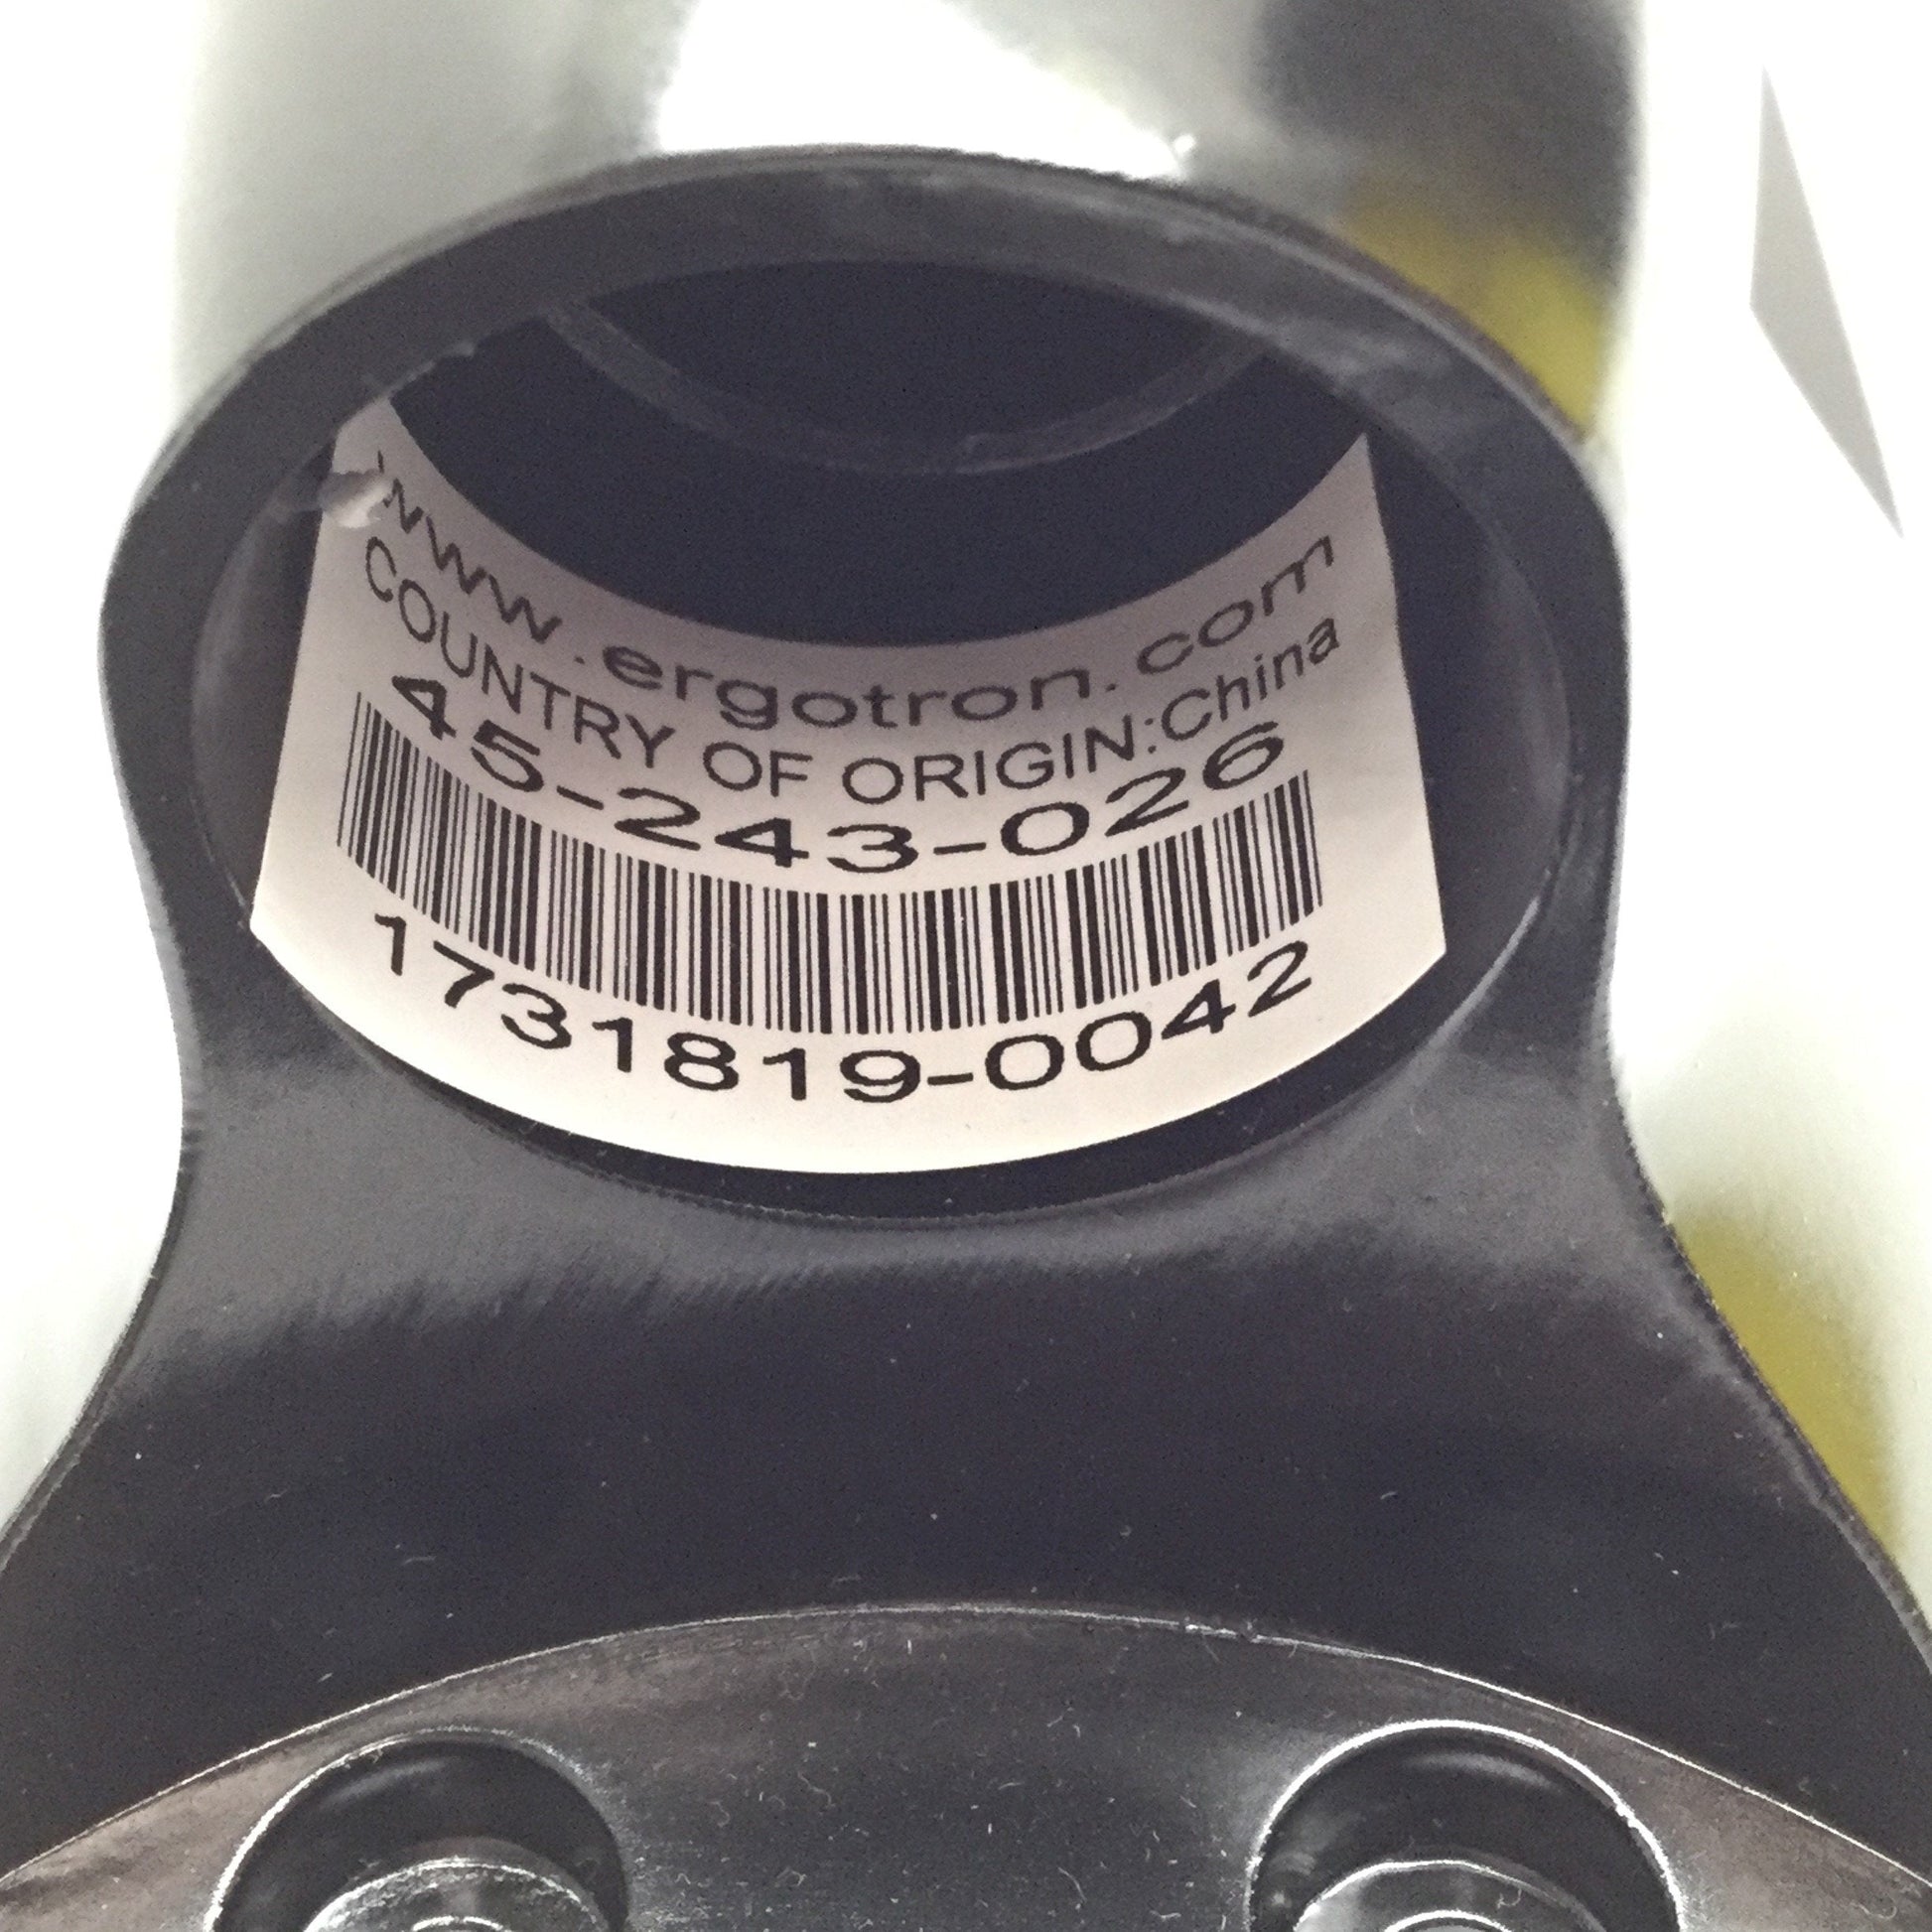 www.ergotron.com
COUNTRY OF ORIGIN:China
45-243-026
1731819-0042